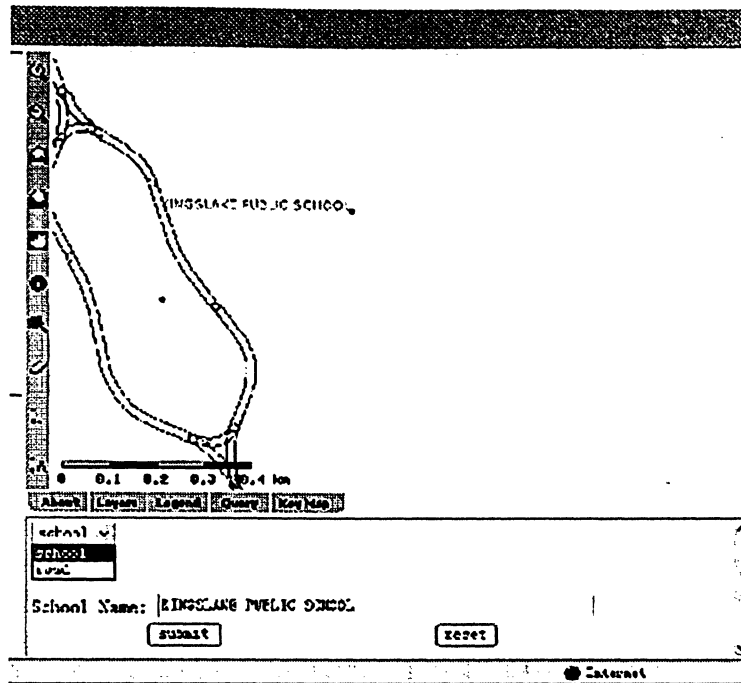 KINGSLAKE PUBLIC SCHOOL
0 0.1 0.2 0.3 0.4 km
About Layers Legend Query Key Map
school
school
road
School Name: KINGSLAKE PUBLIC SCHOOL
submit reset
Internet